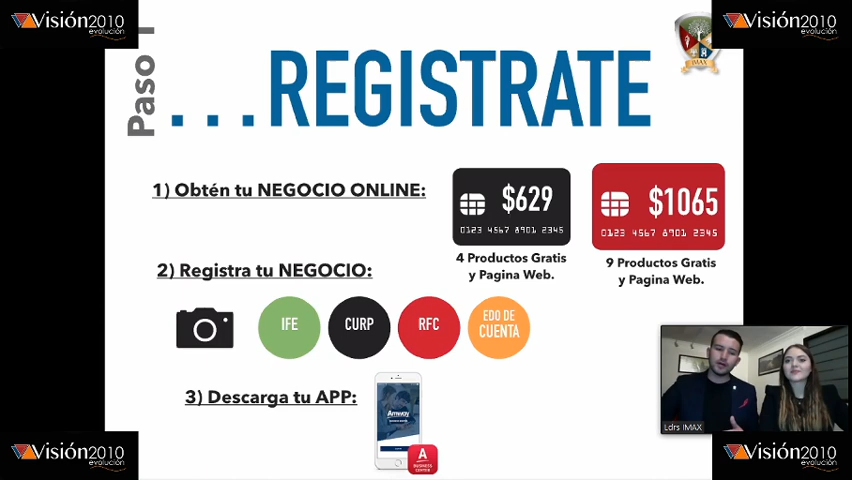 Visión2010
evolución
Visión2010
evolución
IMAX
Paso 1
...REGISTRATE
1) Obtén tu NEGOCIO ONLINE:
$629
0123 4567 8901 2345
4 Productos Gratis
y Pagina Web.
$1065
0123 4567 8901 2345
9 Productos Gratis
y Pagina Web.
2) Registra tu NEGOCIO:
IFE
CURP
RFC
EDO DE
CUENTA
3) Descarga tu APP:
Amway
A
BUSINESS
CENTER
Ldrs IMAX
Visión2010
evolución
Visión2010
evolución